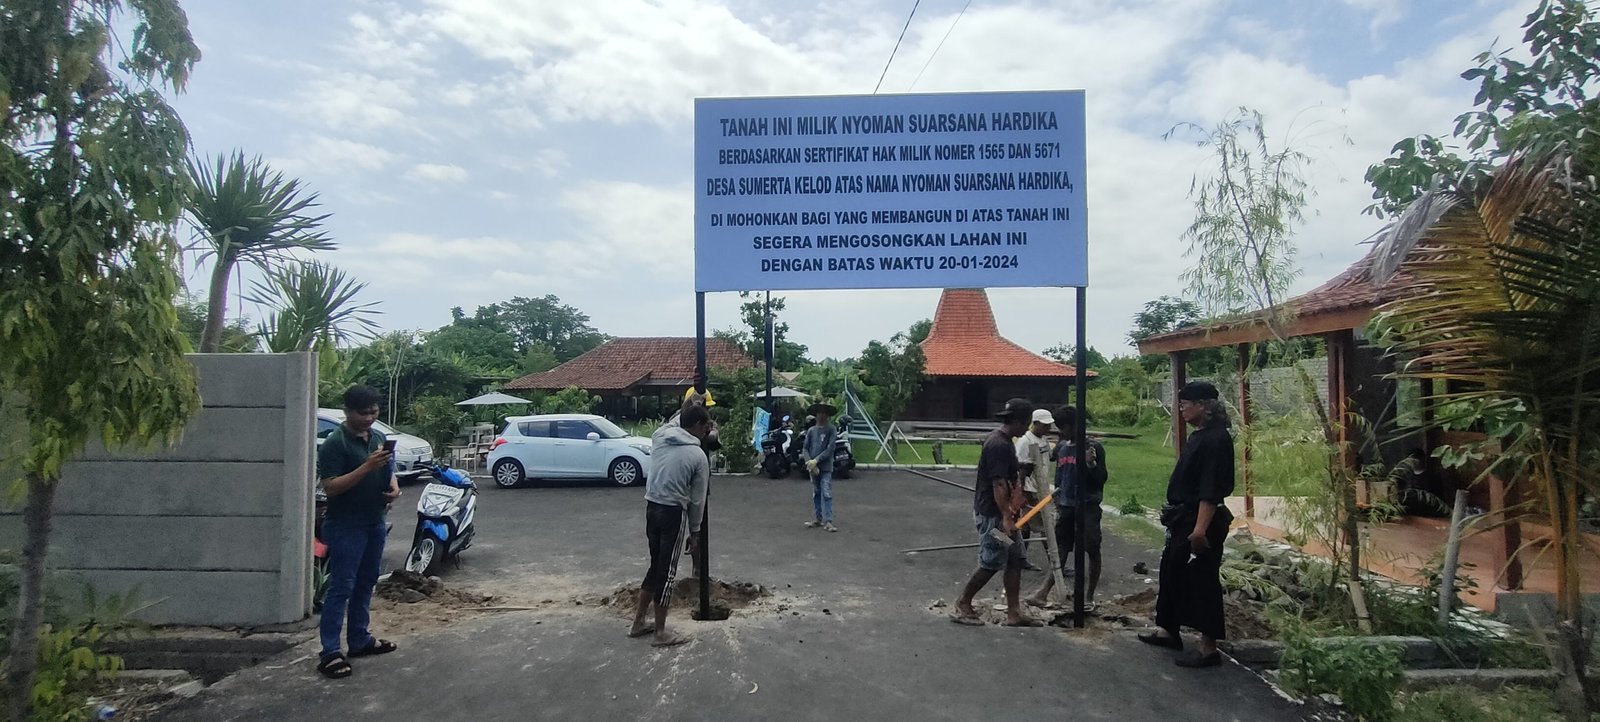 TANAH INI MILIK NYOMAN SUARSANA HARDIKA
BERDASARKAN SERTIFIKAT HAK MILIK NOMER 1565 DAN 5671
DESA SUMERTA KELOD ATAS NAMA NYOMAN SUARSANA HARDIKA,
DI MOHONKAN BAGI YANG MEMBANGUN DI ATAS TANAH INI
SEGERA MENGOSONGKAN LAHAN INI
DENGAN BATAS WAKTU 20-01-2024